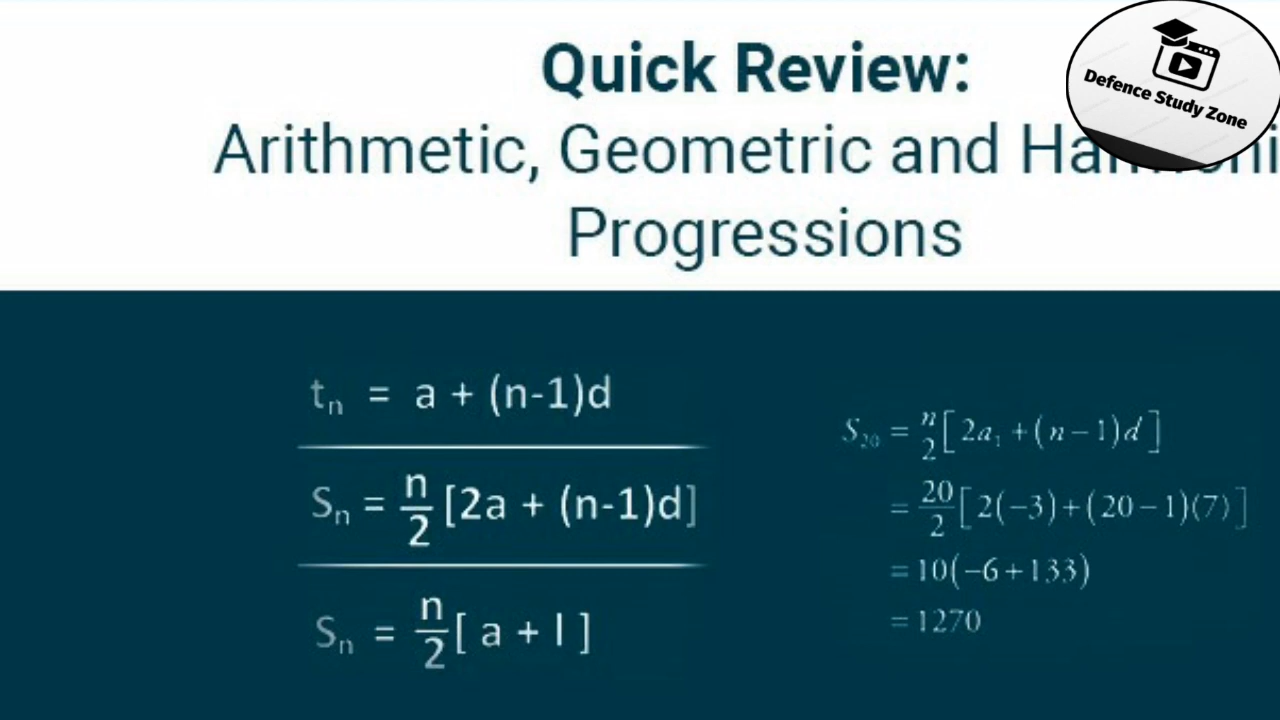 Quick Review:
Defence Study Zone
Arithmetic, Geometric and
Progressions
tn = a + (n-1)d
Sn = n/2 [2a + (n-1)d]
Sn = n/2 [ a + l ]
S20 = n/2 [ 2a1 + ( n − 1 ) d ]
= 20/2 [ 2(−3) + ( 20 − 1 )(7) ]
= 10(−6+133)
= 1270